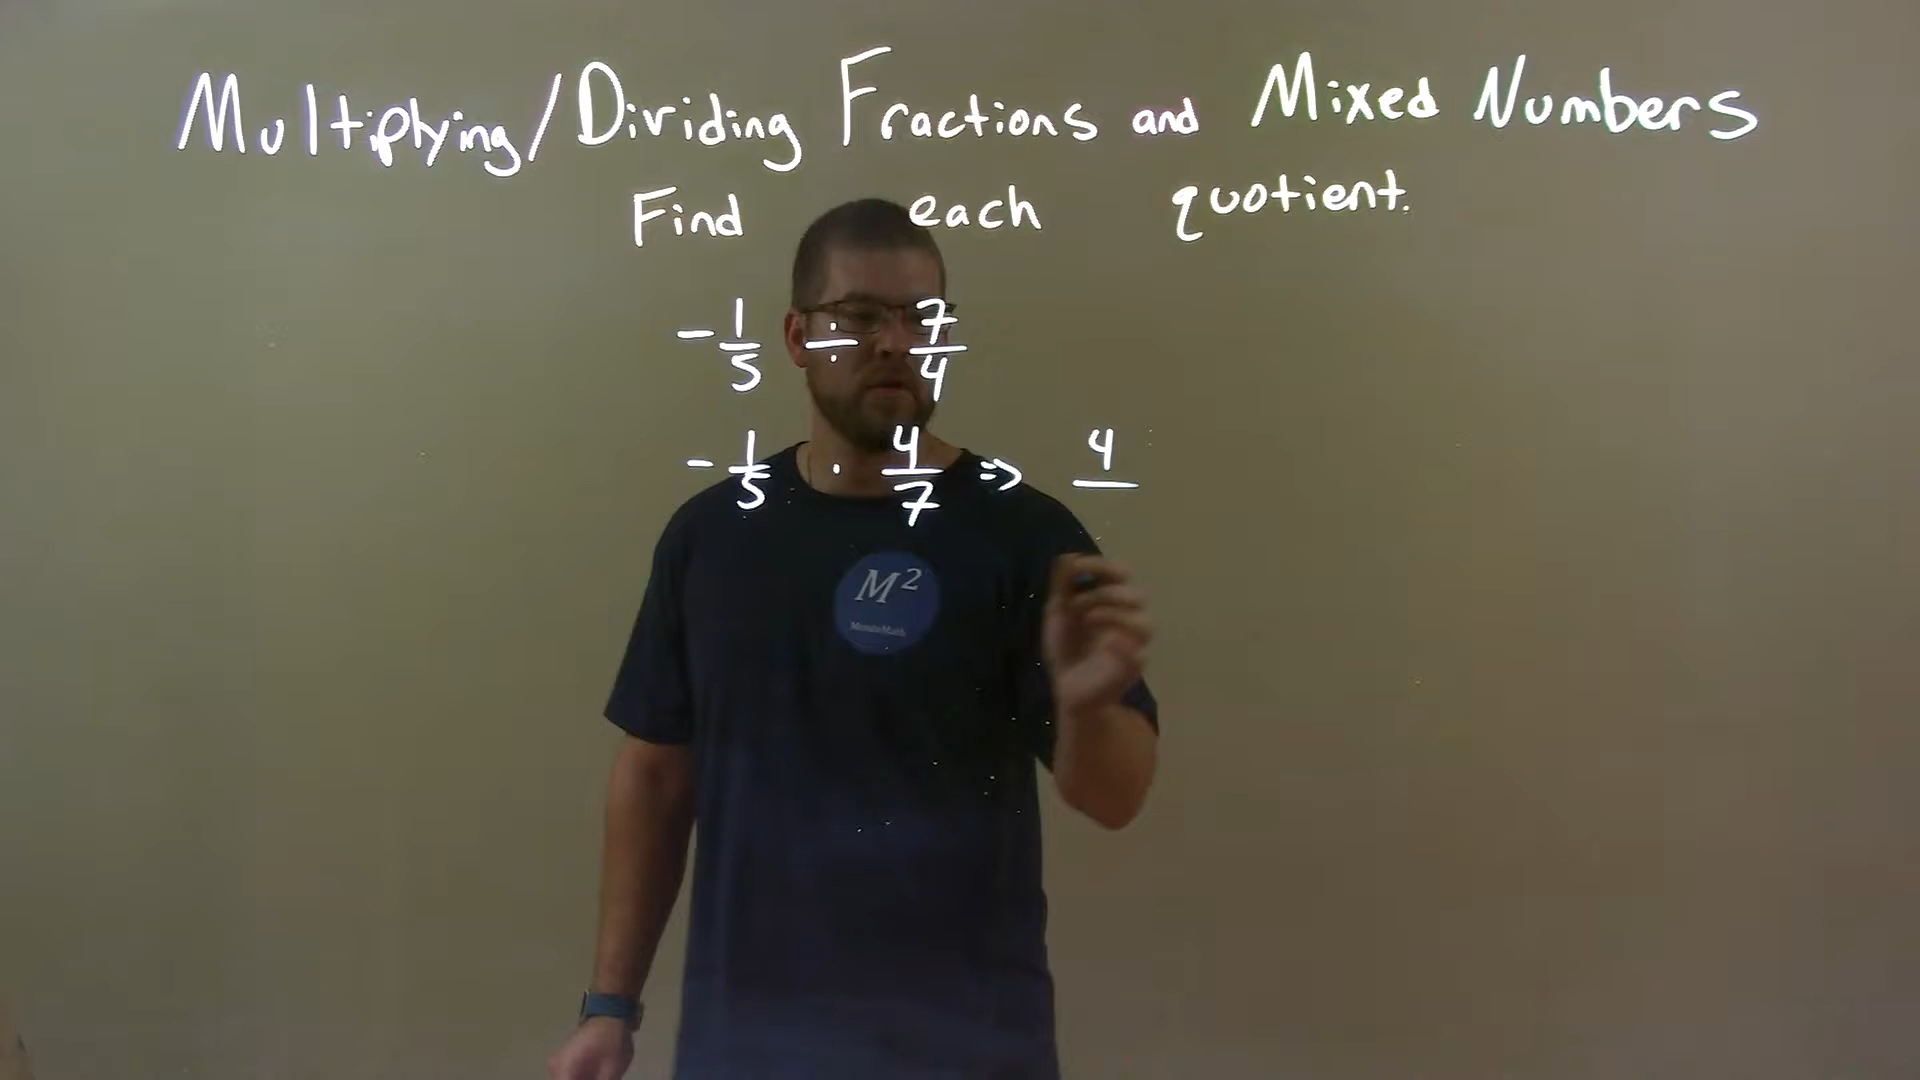 Multiplying/Dividing Fractions and Mixed Numbers
Find each quotient.
-1/5 ÷ 7/4
-1/5 · 4/7 => 4/
M²
MinuteMath